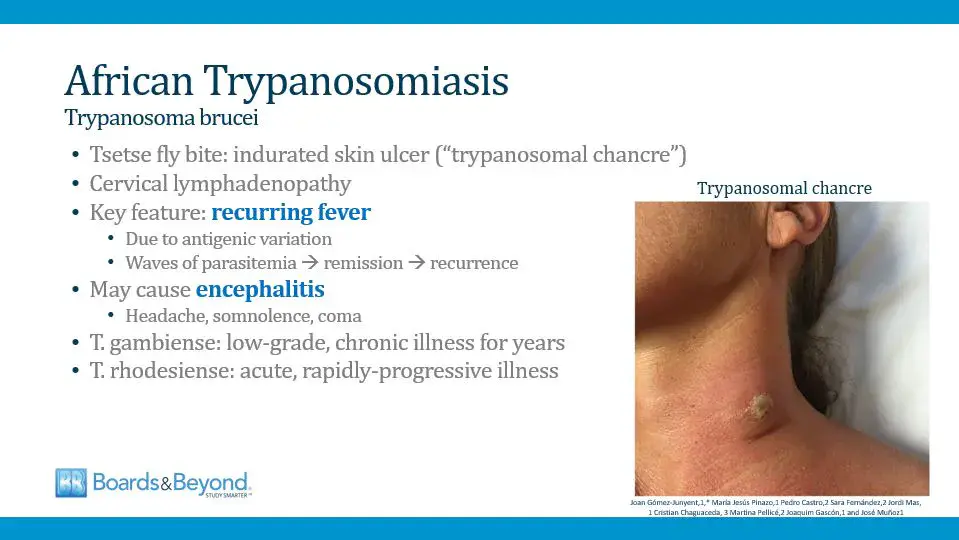 African Trypanosomiasis
Trypanosoma brucei
• Tsetse fly bite: indurated skin ulcer (“trypanosomal chancre”)
• Cervical lymphadenopathy
• Key feature: recurring fever
• Due to antigenic variation
• Waves of parasitemia → remission → recurrence
• May cause encephalitis
• Headache, somnolence, coma
• T. gambiense: low-grade, chronic illness for years
• T. rhodesiense: acute, rapidly-progressive illness
Trypanosomal chancre
Joan Gómez-Junyent,1,* María Jesús Pinazo,1 Pedro Castro,2 Sara Fernández,2 Jordi Mas,
1 Cristian Chaguaceda, 3 Martina Pellicé,2 Joaquim Gascón,1 and José Muñoz1
BB Boards&Beyond.
STUDY SMARTER